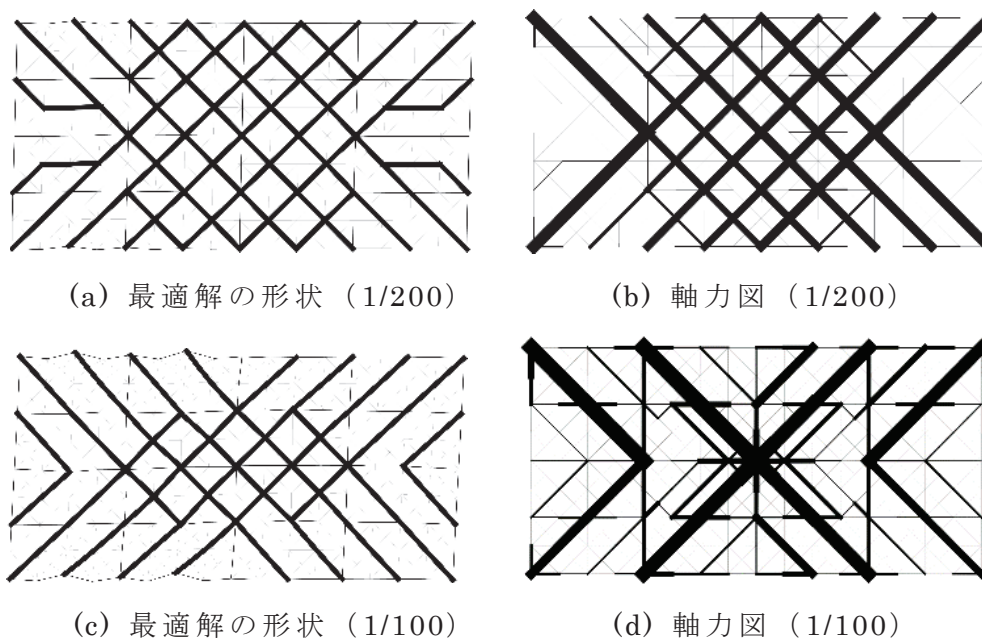 (a) 最適解の形状（1/200）
(b) 軸力図（1/200）
(c) 最適解の形状（1/100）
(d) 軸力図（1/100）